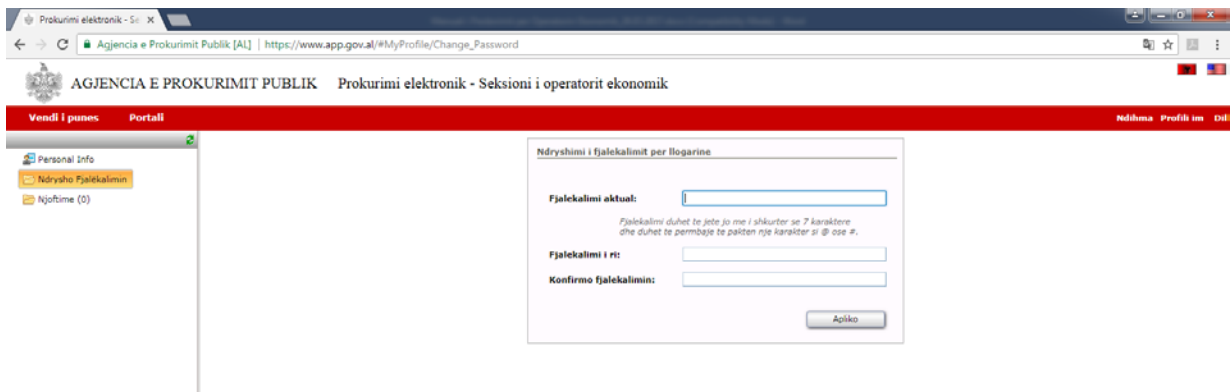 Prokurimi elektronik - Se
Agjencia e Prokurimit Publik [AL] | https://www.app.gov.al/#MyProfile/Change_Password
AGJENCIA E PROKURIMIT PUBLIK Prokurimi elektronik - Seksioni i operatorit ekonomik
Vendi i punes Portali Ndihma Profili im Dil
Personal Info
Ndrysho Fjalëkalimin
Njoftime (0)
Ndryshimi i fjalekalimit per llogarine
Fjalekalimi aktual:
Fjalekalimi duhet te jete jo me i shkurter se 7 karaktere
dhe duhet te permbaje te pakten nje karakter si @ ose #.
Fjalekalimi i ri:
Konfirmo fjalekalimin:
Apliko